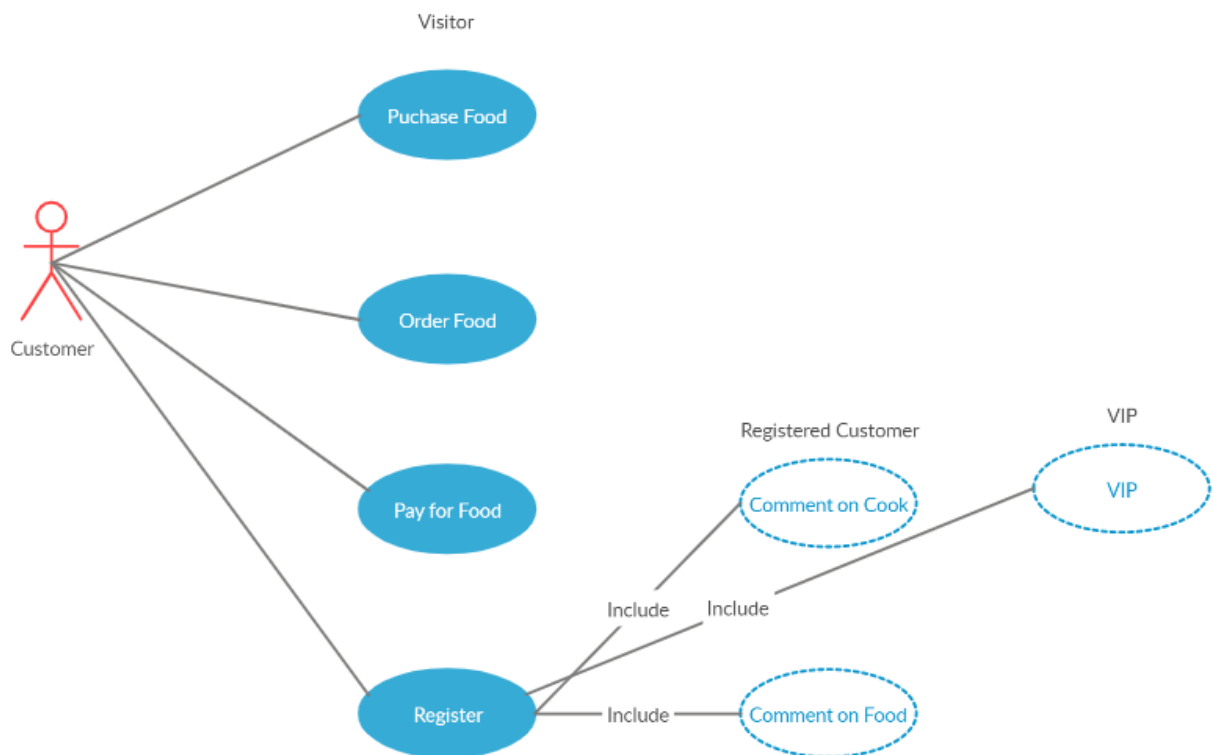 Visitor
Puchase Food
Order Food
Customer
VIP
Registered Customer
VIP
Comment on Cook
Pay for Food
Include
Include
Register
Include
Comment on Food